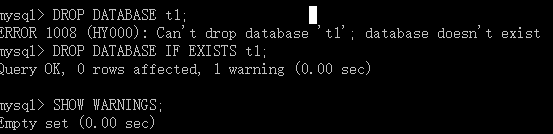 mysql> DROP DATABASE t1;
ERROR 1008 (HY000): Can't drop database 't1'; database doesn't exist
mysql> DROP DATABASE IF EXISTS t1;
Query OK, 0 rows affected, 1 warning (0.00 sec)
mysql> SHOW WARNINGS;
Empty set (0.00 sec)